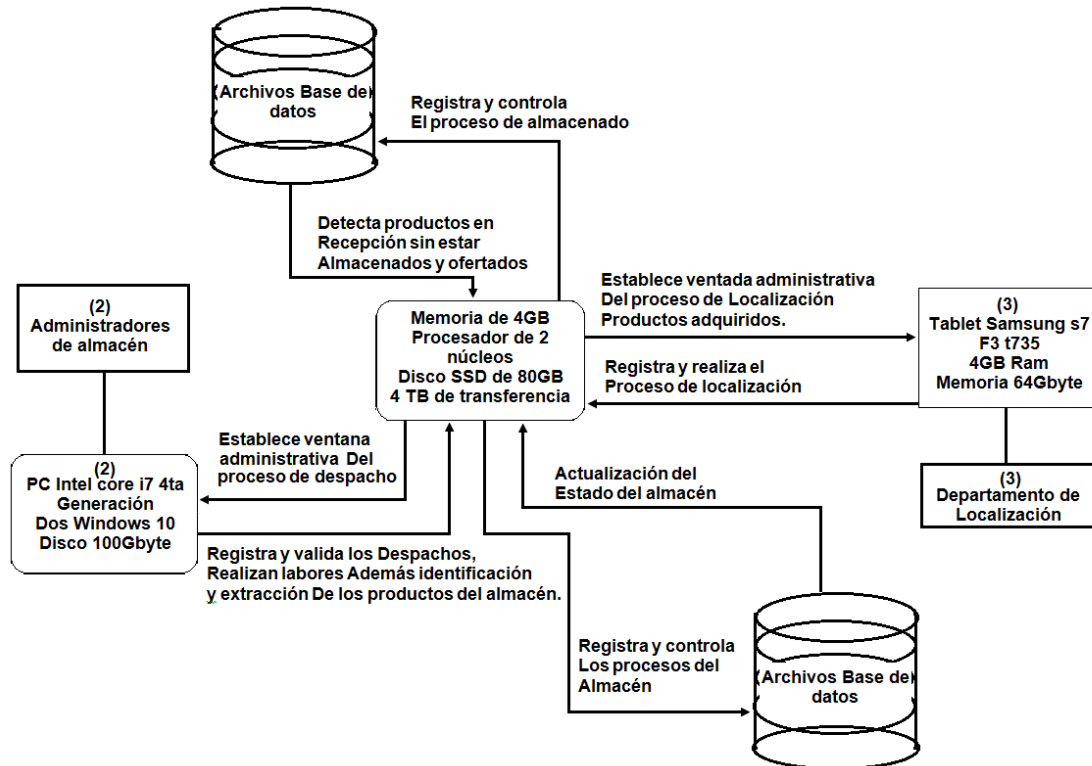 (Archivos Base de
datos
Registra y controla
El proceso de almacenado
Detecta productos en
Recepción sin estar
Almacenados y ofertados
Establece ventada administrativa
Del proceso de Localización
Productos adquiridos.
(2)
Administradores
de almacén
Memoria de 4GB
Procesador de 2
núcleos
Disco SSD de 80GB
4 TB de transferencia
(3)
Tablet Samsung s7
F3 t735
4GB Ram
Memoria 64Gbyte
Registra y realiza el
Proceso de localización
Establece ventana
administrativa Del
proceso de despacho
(2)
PC Intel core i7 4ta
Generación
Dos Windows 10
Disco 100Gbyte
Actualización del
Estado del almacén
(3)
Departamento de
Localización
Registra y valida los Despachos,
Realizan labores Además identificación
y extracción De los productos del almacén.
Registra y controla
Los procesos del
Almacén
(Archivos Base de
datos